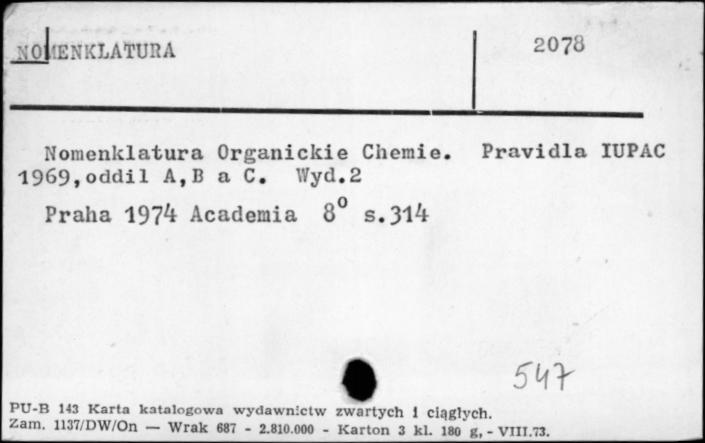 NOMENKLATURA 2078
Nomenklatura Organickie Chemie. Pravidla IUPAC
1969,oddil A,B a C. Wyd.2
Praha 1974 Academia 8° s.314
547
PU-B 143 Karta katalogowa wydawnictw zwartych i ciągłych.
Zam. 1137/DW/On — Wrak 687 - 2.810.000 - Karton 3 kl. 180 g, - VIII.73.